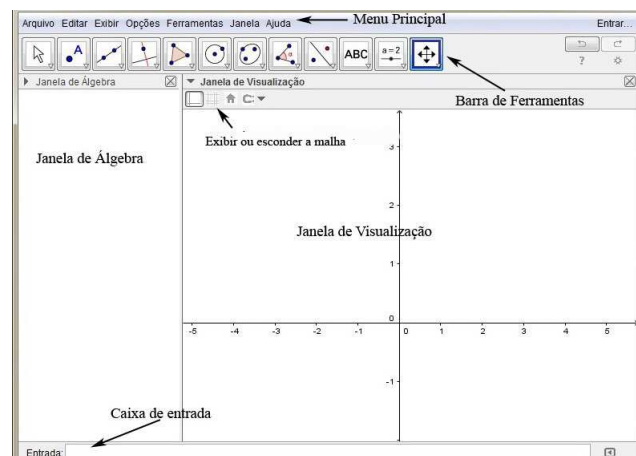 Arquivo Editar Exibir Opções Ferramentas Janela Ajuda
Menu Principal
Entrar...
A
α
ABC
a=2
?
Janela de Álgebra
Janela de Visualização
Barra de Ferramentas
Exibir ou esconder a malha
Janela de Álgebra
3
2
Janela de Visualização
1
0
-5 -4 -3 -2 -1 0 1 2 3 4 5
-1
Caixa de entrada
Entrada: